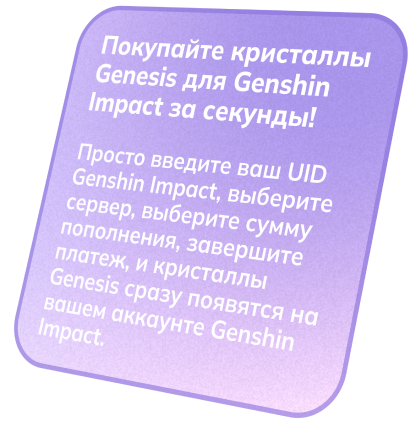 Покупайте кристаллы
Genesis для Genshin
Impact за секунды!
Просто введите ваш UID
Genshin Impact, выберите
сервер, выберите сумму
пополнения, завершите
платеж, и кристаллы
Genesis сразу появятся на
вашем аккаунте Genshin
Impact.